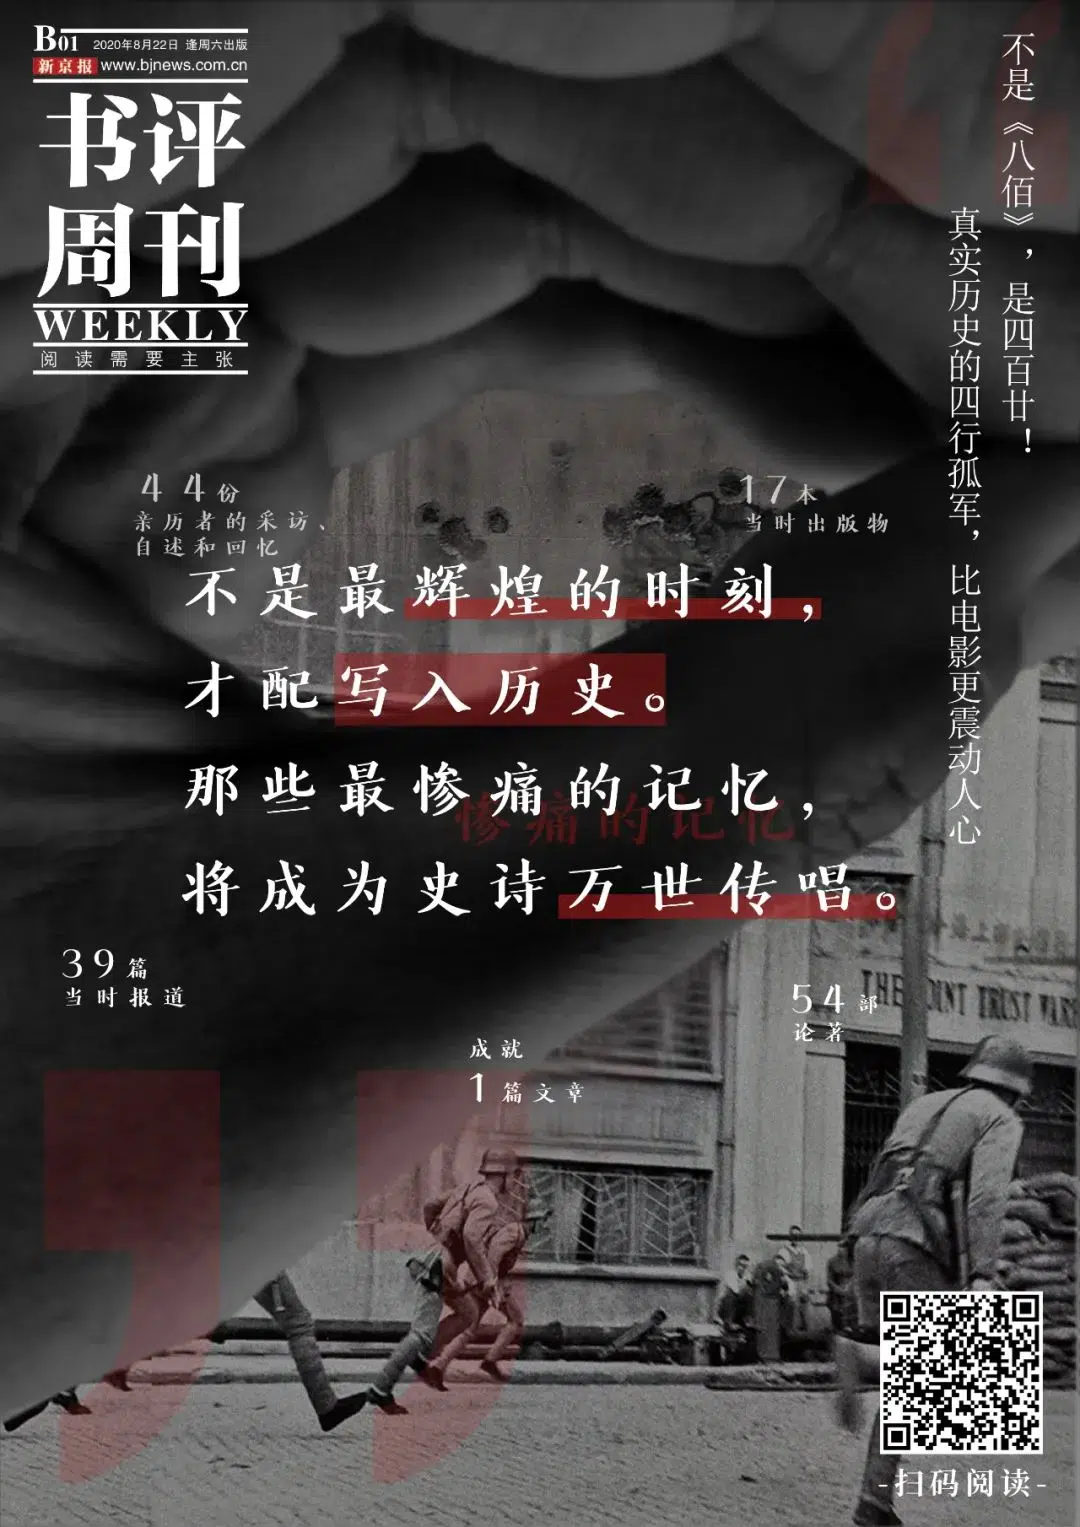 B01 2020年8月22日 逢周六出版
新京报 www.bjnews.com.cn
书评
周刊
WEEKLY
阅读需要主张
不是《八佰》，是四百廿！
真实历史的四行孤军，比电影更震动人心
44份
亲历者的采访、
自述和回忆
17本
当时出版物
不是最辉煌的时刻，
才配写入历史。
那些最惨痛的记忆，
惨痛的记忆
将成为史诗万世传唱。
39篇
当时报道
54部
论著
成就
1篇文章
THE JOINT TRUST WAR
-扫码阅读-